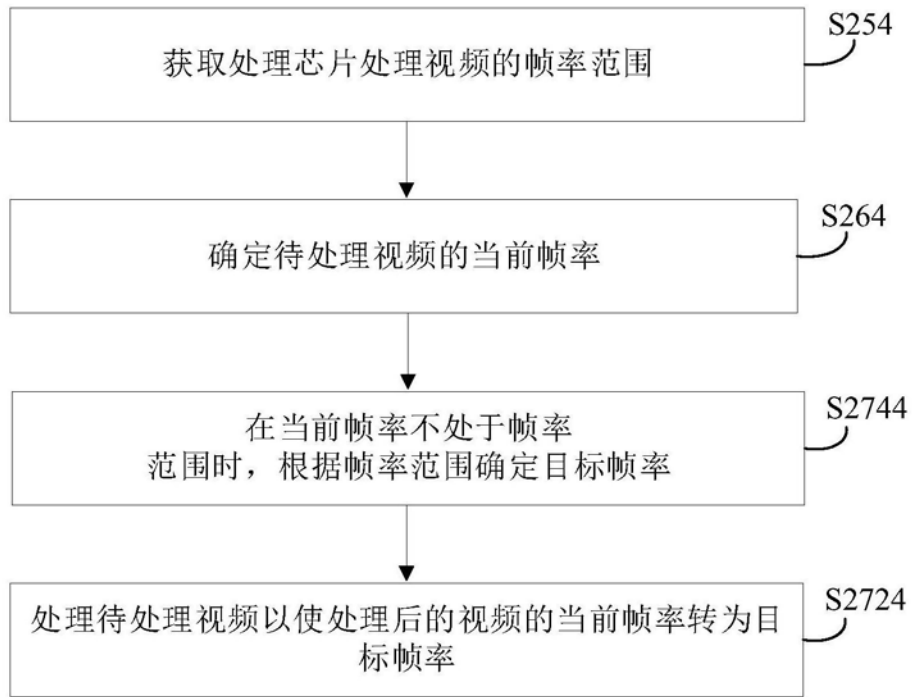 S254
获取处理芯片处理视频的帧率范围
S264
确定待处理视频的当前帧率
S2744
在当前帧率不处于帧率
范围时，根据帧率范围确定目标帧率
S2724
处理待处理视频以使处理后的视频的当前帧率转为目
标帧率